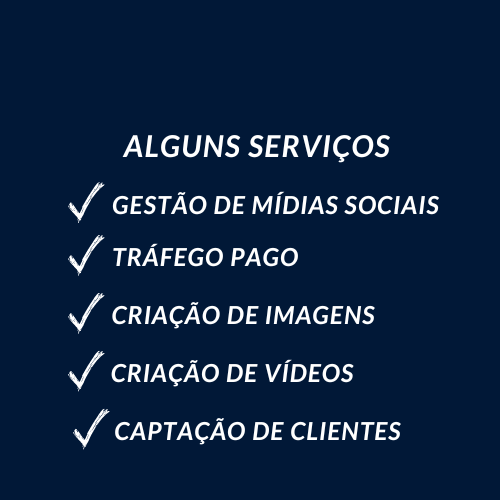 ALGUNS SERVIÇOS
GESTÃO DE MÍDIAS SOCIAIS
TRÁFEGO PAGO
CRIAÇÃO DE IMAGENS
CRIAÇÃO DE VÍDEOS
CAPTAÇÃO DE CLIENTES